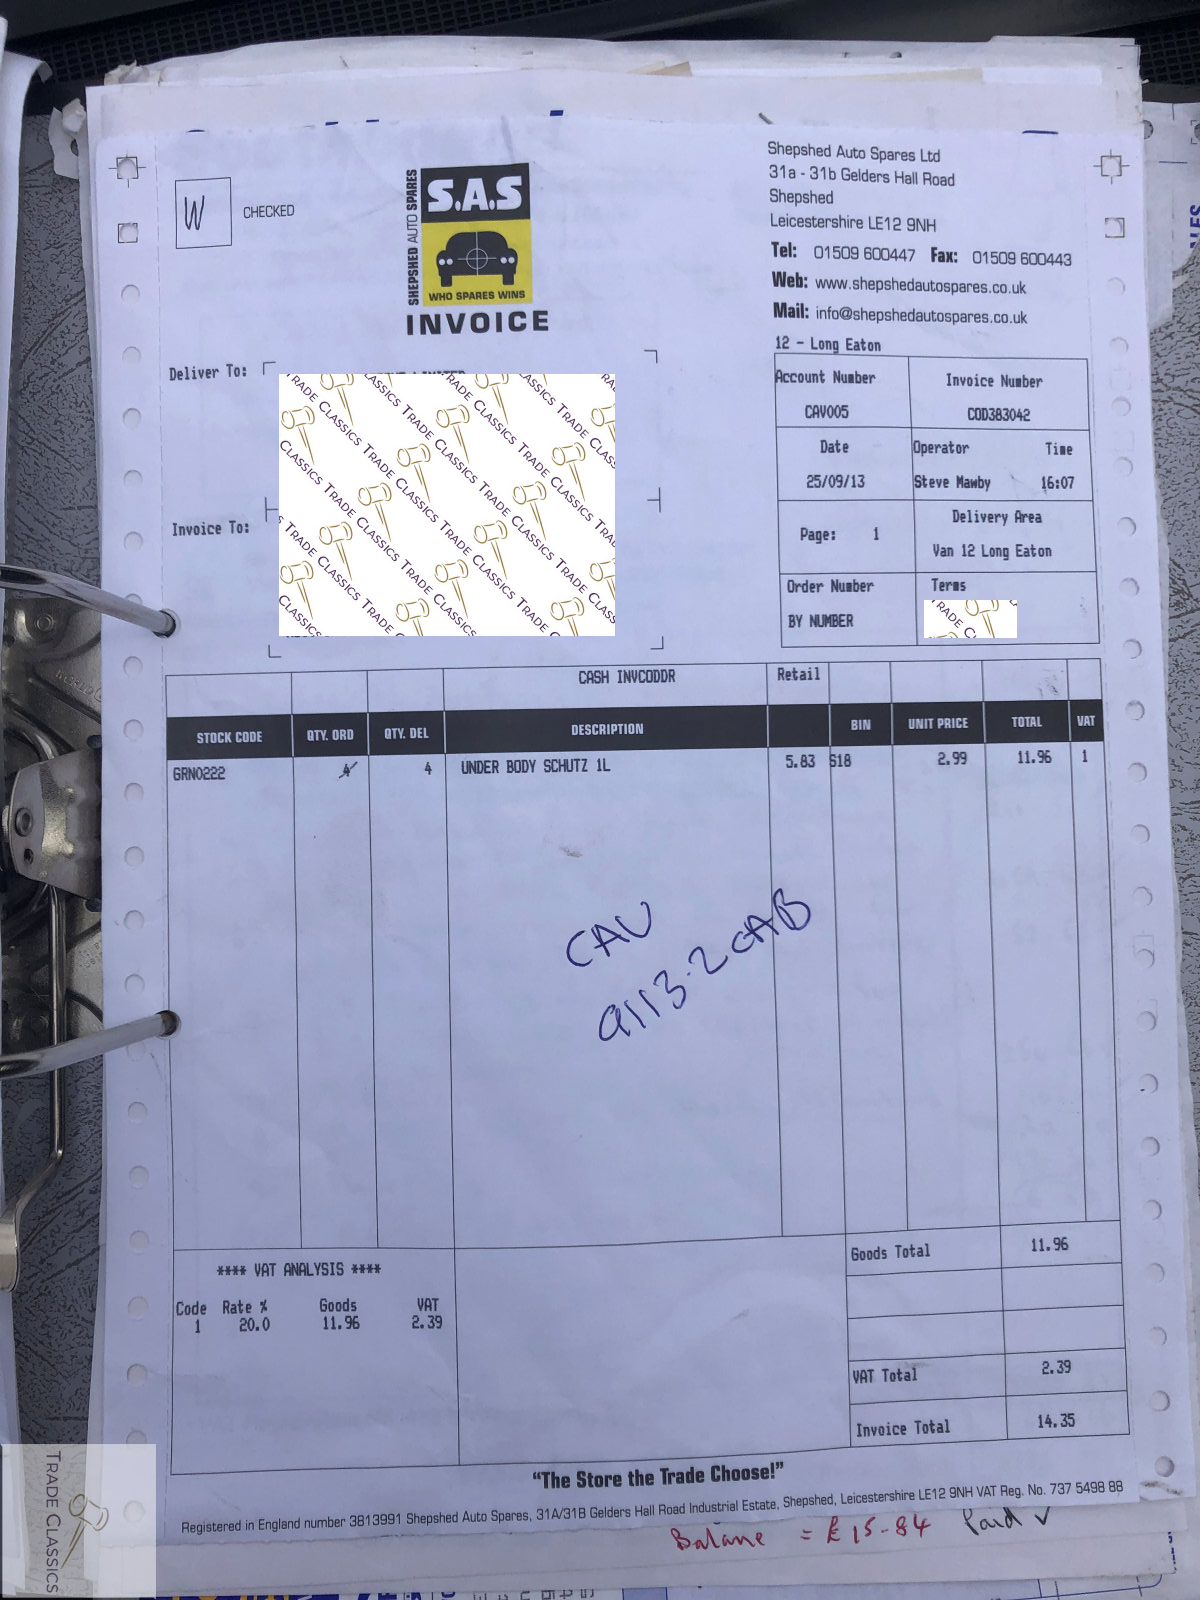 W CHECKED
SHEPSHED AUTO SPARES
S.A.S
WHO SPARES WINS
INVOICE
Shepshed Auto Spares Ltd
31a - 31b Gelders Hall Road
Shepshed
Leicestershire LE12 9NH
Tel: 01509 600447 Fax: 01509 600443
Web: www.shepshedautospares.co.uk
Mail: info@shepshedautospares.co.uk
12 - Long Eaton
Account Number Invoice Number
CAV005 COD383042
Date Operator Time
25/09/13 Steve Mawby 16:07
Page: 1 Delivery Area
Van 12 Long Eaton
Order Number Terms
BY NUMBER
Deliver To:
Invoice To:
TRADE CLASSICS
CASH INVCODDR Retail
STOCK CODE QTY. ORD QTY. DEL DESCRIPTION BIN UNIT PRICE TOTAL VAT
GRN0222 4 4 UNDER BODY SCHUTZ 1L 5.83 S18 2.99 11.96 1
CAV
9113.2 CAB
**** VAT ANALYSIS ****
Code Rate % Goods VAT
1 20.0 11.96 2.39
Goods Total 11.96
VAT Total 2.39
Invoice Total 14.35
"The Store the Trade Choose!"
Registered in England number 3813991 Shepshed Auto Spares, 31A/31B Gelders Hall Road Industrial Estate, Shepshed, Leicestershire LE12 9NH VAT Reg. No. 737 5498 88
Balane = £15-84 Paid ✓
TRADE CLASSICS